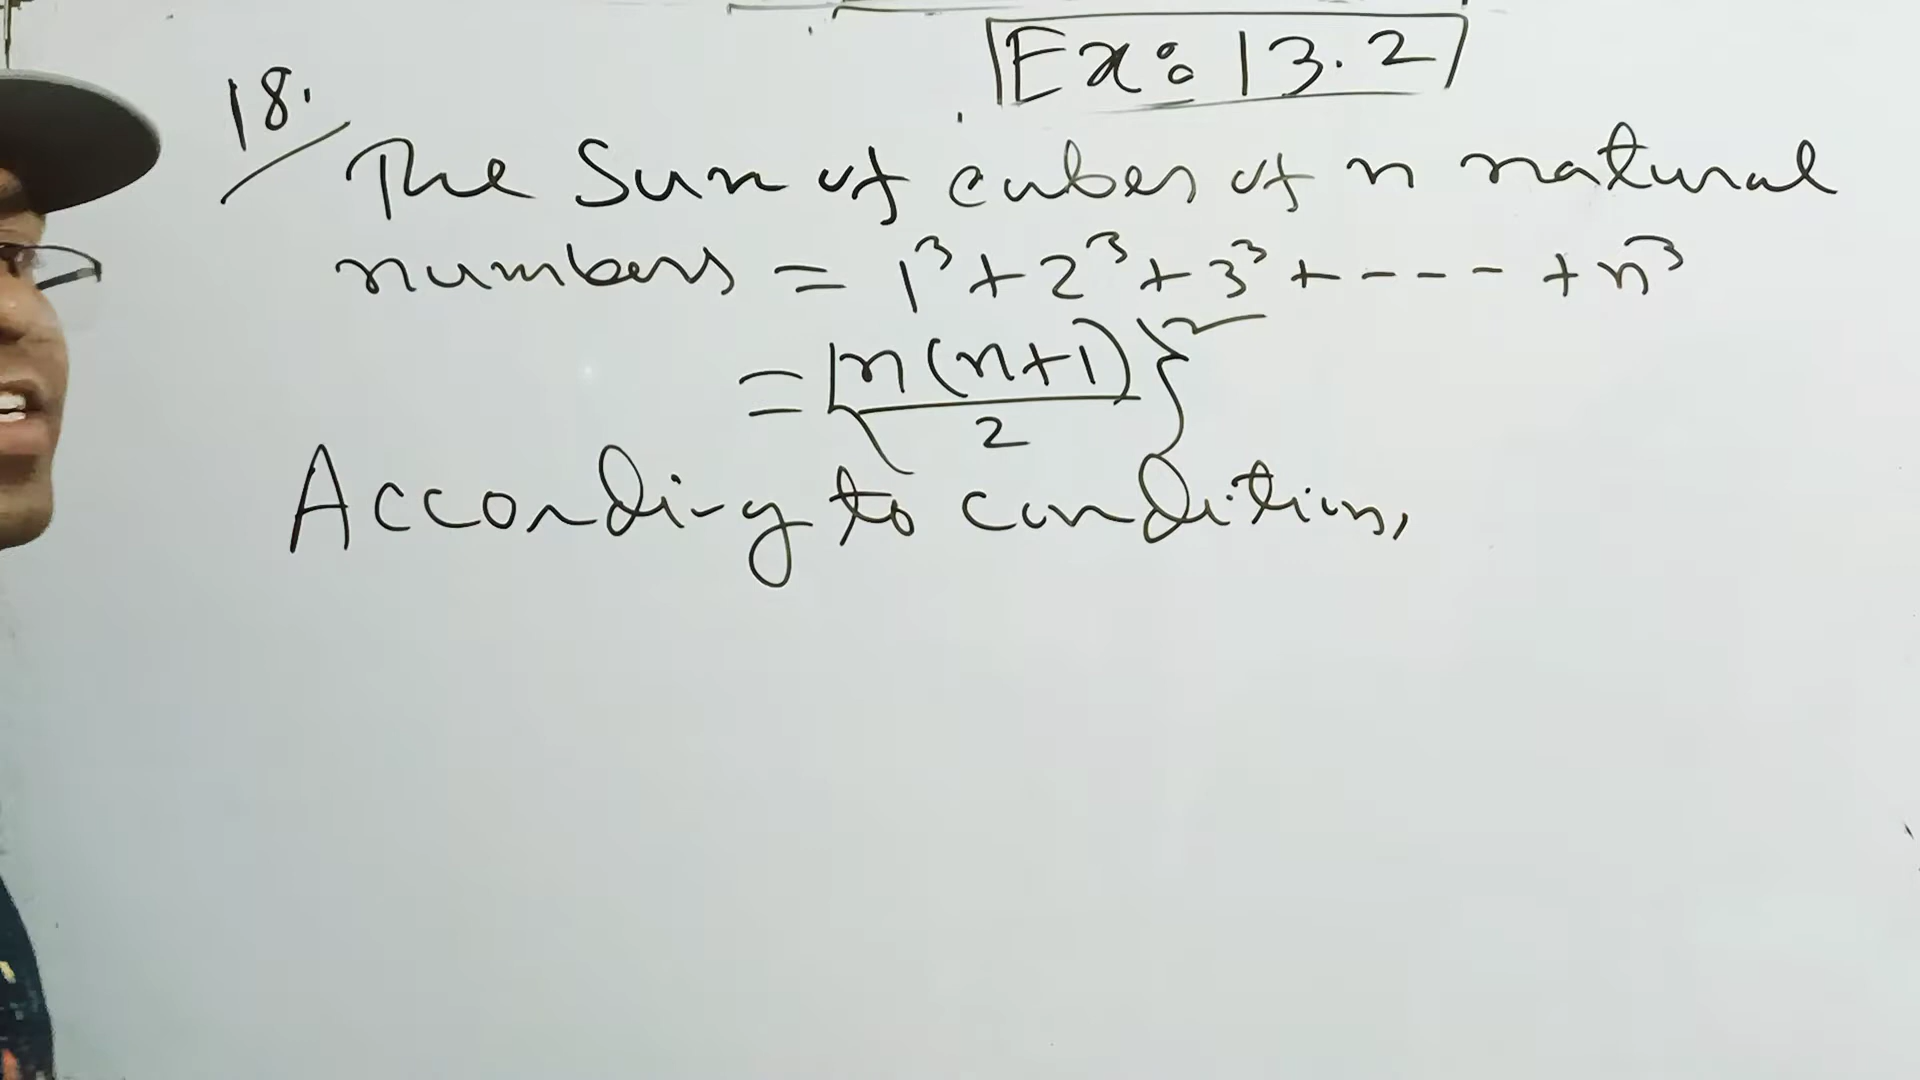 Ex: 13.2
18.
The Sum of cubes of n natural
numbers = 1³ + 2³ + 3³ + ---- + n³
= {n(n+1)/2}²
According to condition,